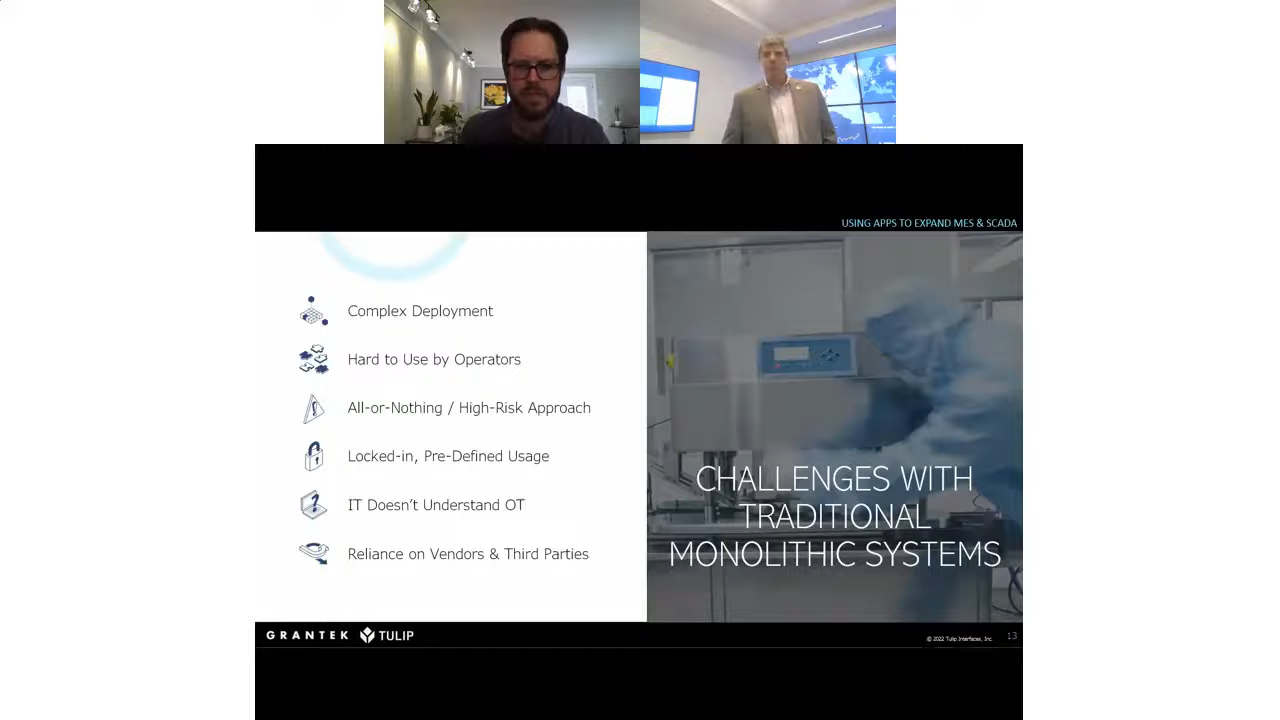 USING APPS TO EXPAND MES & SCADA
Complex Deployment
Hard to Use by Operators
All-or-Nothing / High-Risk Approach
Locked-in, Pre-Defined Usage
IT Doesn't Understand OT
Reliance on Vendors & Third Parties
CHALLENGES WITH
TRADITIONAL
MONOLITHIC SYSTEMS
GRANTEK TULIP
© 2022 Tulip Interfaces, Inc. 13